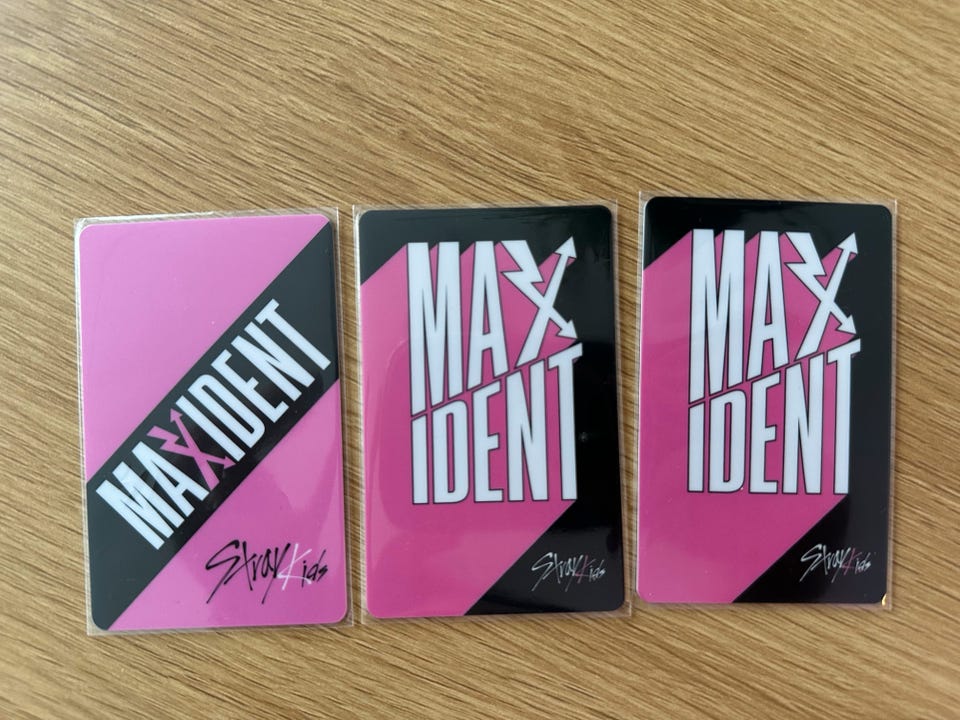 MAXIDENT
Stray Kids
MAX
IDENT
Stray Kids
MAX
IDENT
Stray Kids